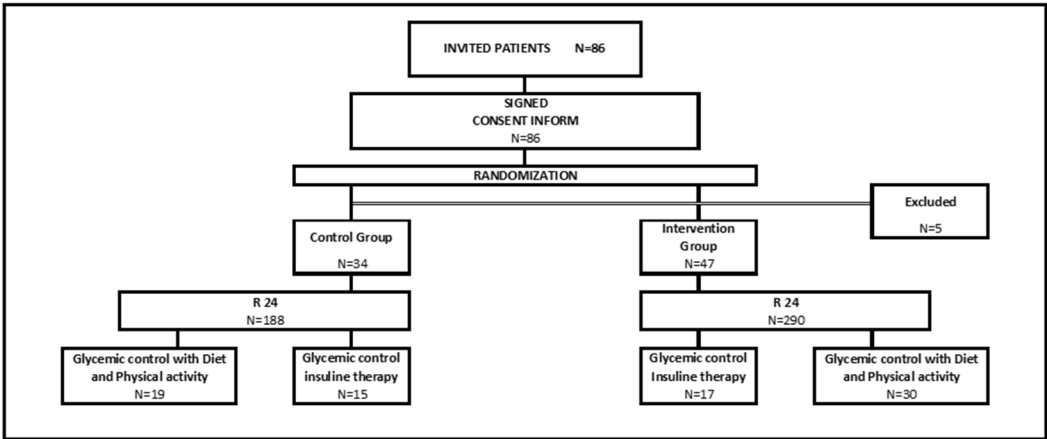 INVITED PATIENTS N=86
SIGNED
CONSENT INFORM
N=86
RANDOMIZATION
Excluded
N=5
Control Group
N=34
Intervention
Group
N=47
R 24
N=188
R 24
N=290
Glycemic control with Diet
and Physical activity
N=19
Glycemic control
insuline therapy
N=15
Glycemic control
Insuline therapy
N=17
Glycemic control with Diet
and Physical activity
N=30